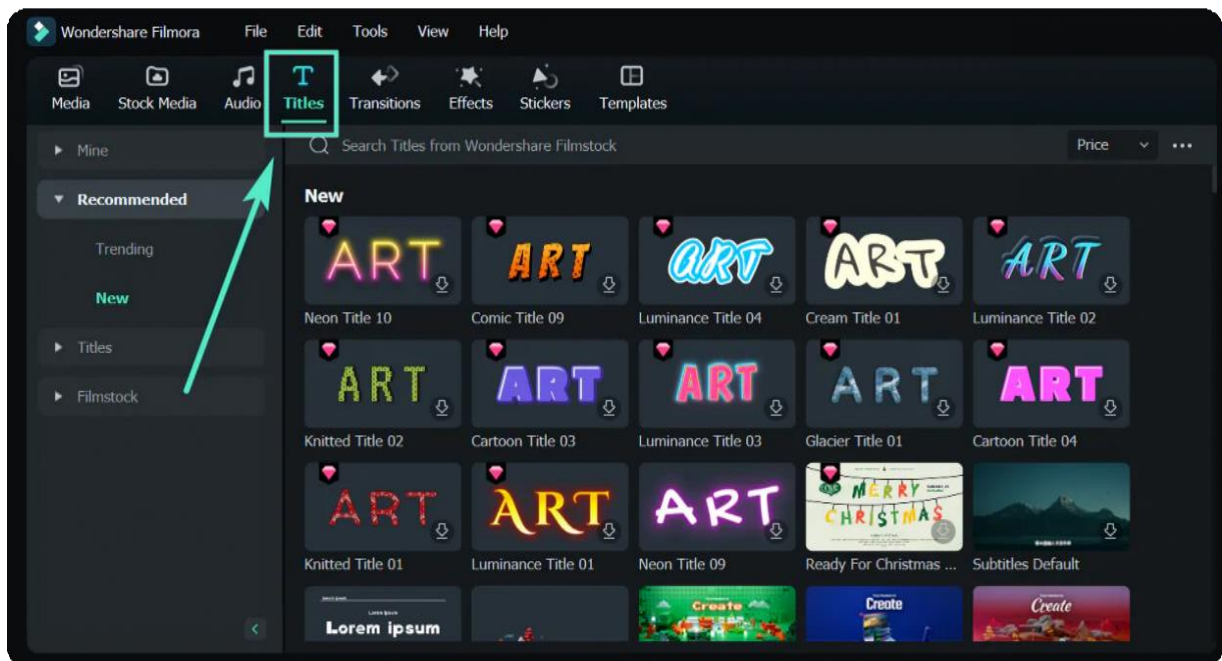 Wondershare Filmora File Edit Tools View Help
Media Stock Media Audio Titles Transitions Effects Stickers Templates
Mine
Recommended
Trending
New
Titles
Filmstock
Search Titles from Wondershare Filmstock Price
New
ART ART ART ART ART
Neon Title 10 Comic Title 09 Luminance Title 04 Cream Title 01 Luminance Title 02
ART ART ART ART ART
Knitted Title 02 Cartoon Title 03 Luminance Title 03 Glacier Title 01 Cartoon Title 04
ART ART ART MERRY
CHRISTMAS
Knitted Title 01 Luminance Title 01 Neon Title 09 Ready For Christmas ... Subtitles Default
Lorem Ipsum
Lorem ipsum Create Create Create